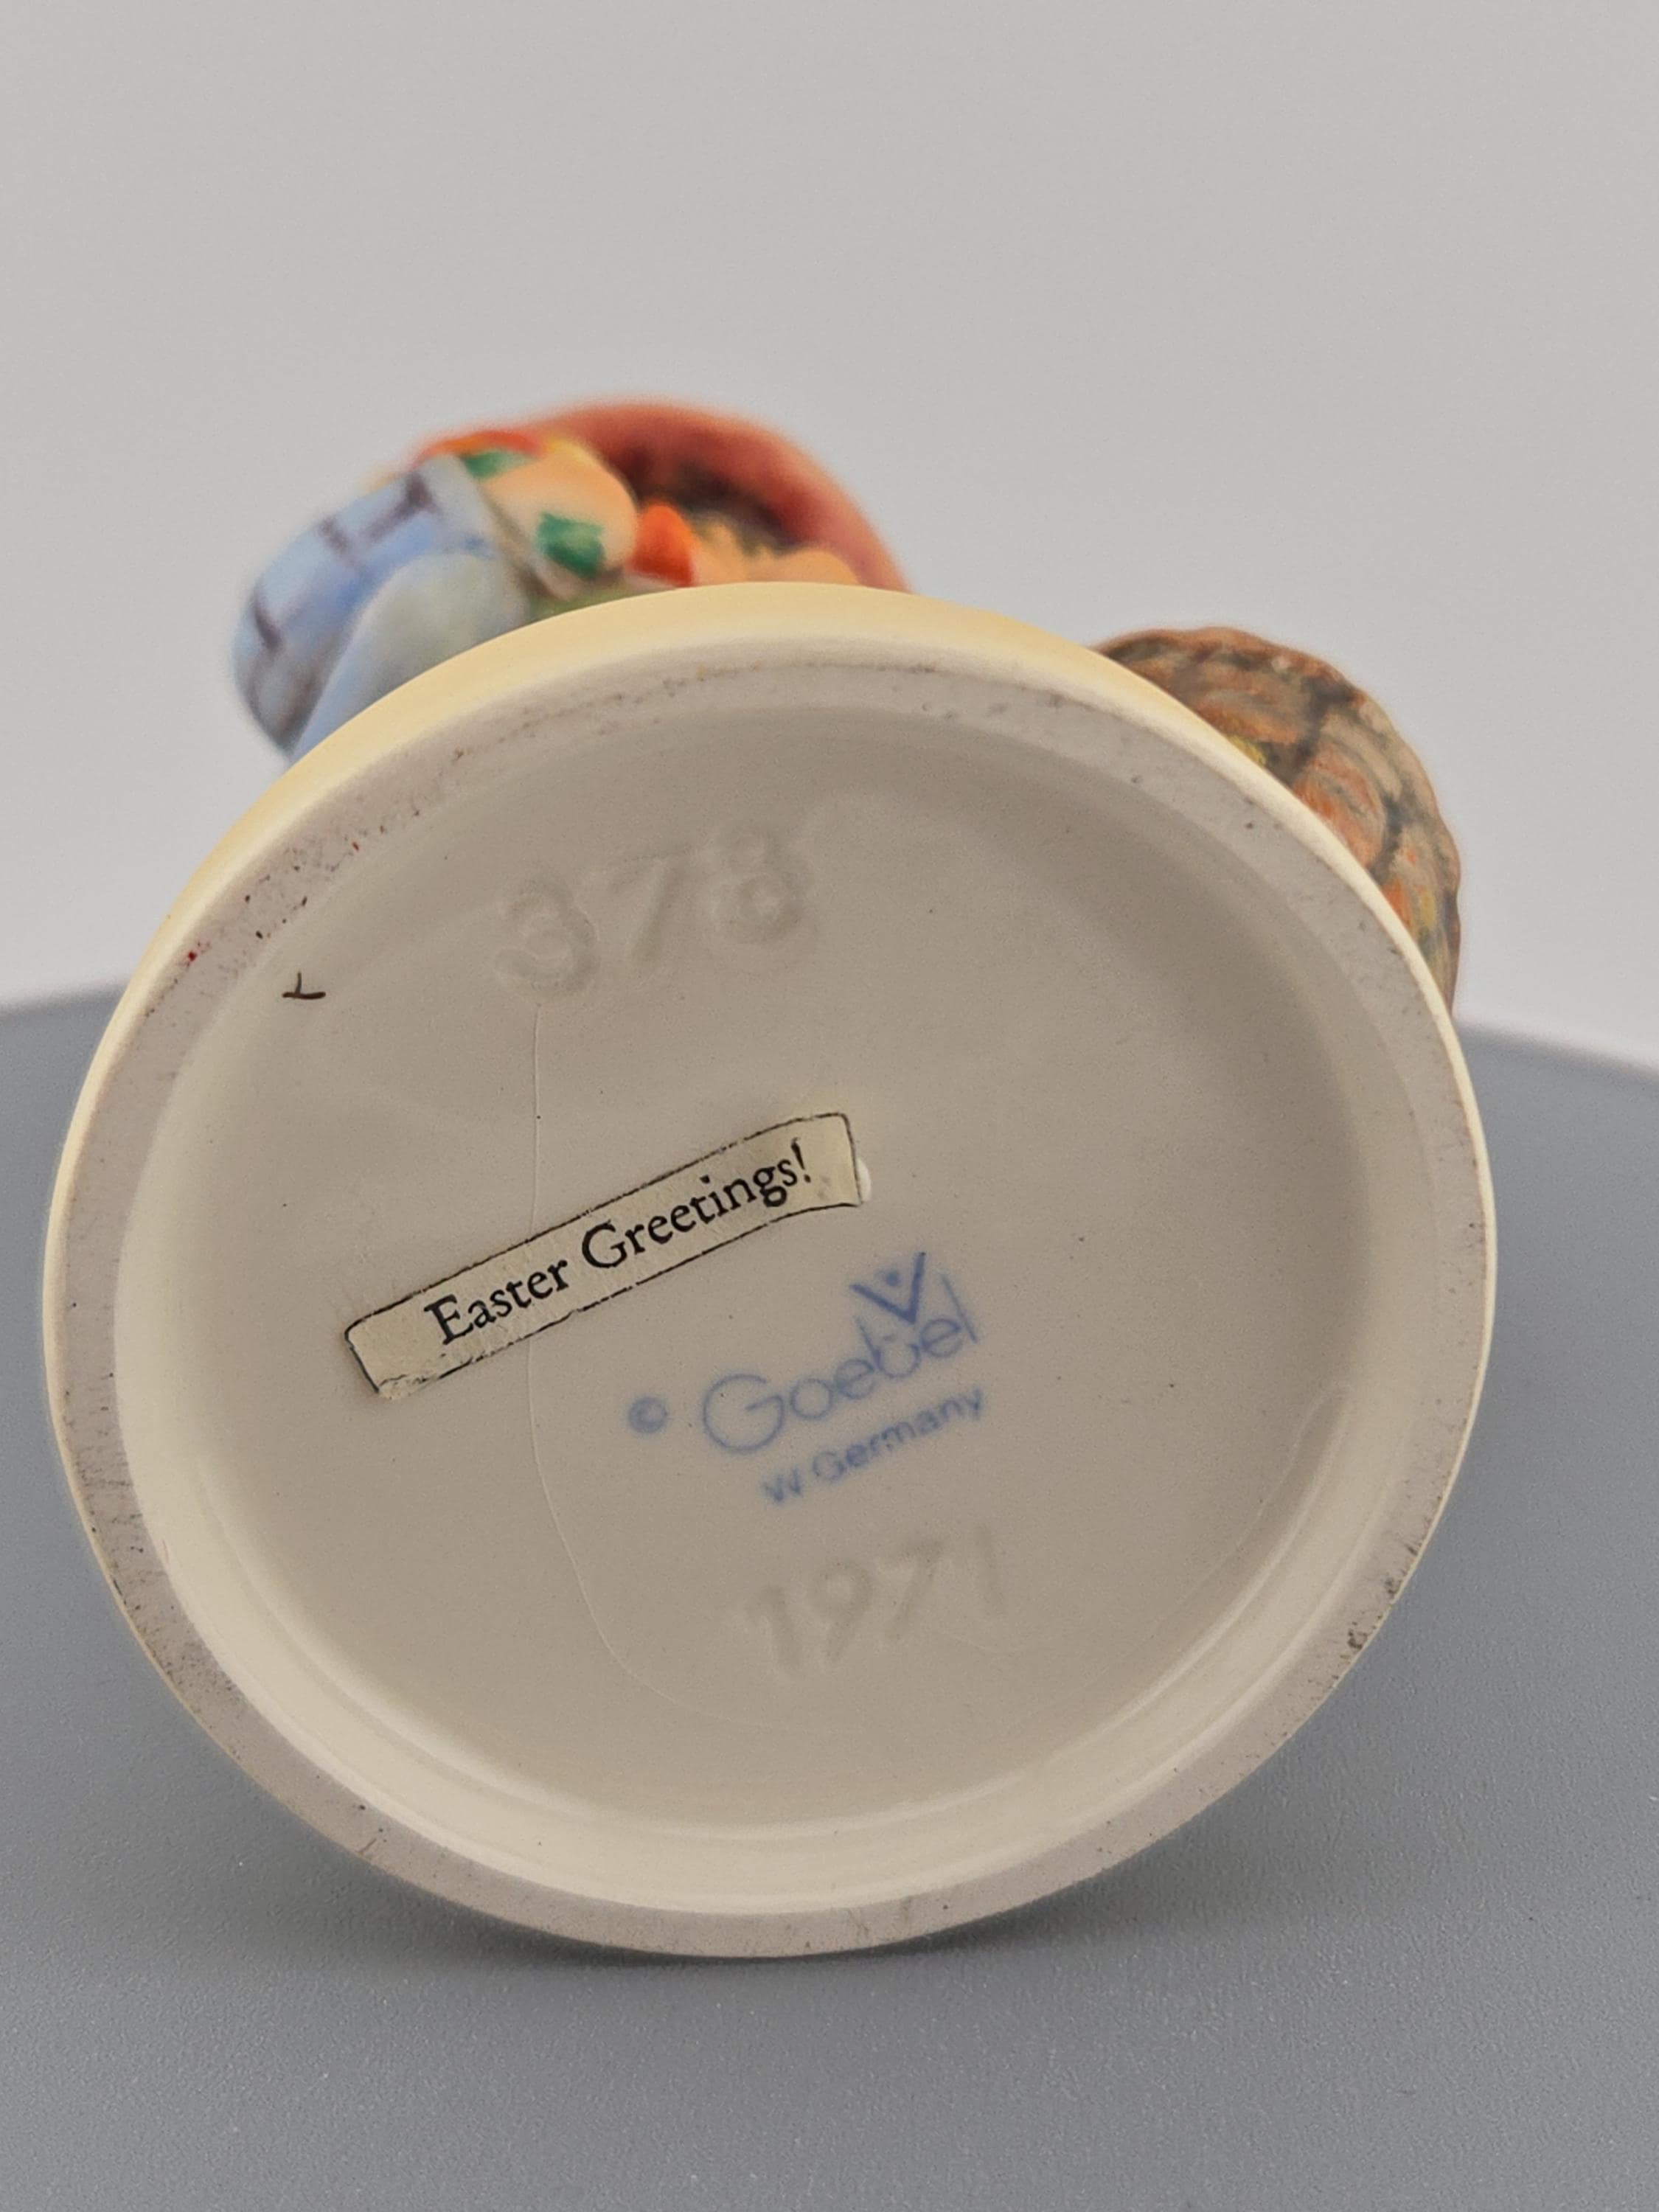 378
Easter Greetings!
© Goebel
W Germany
1971